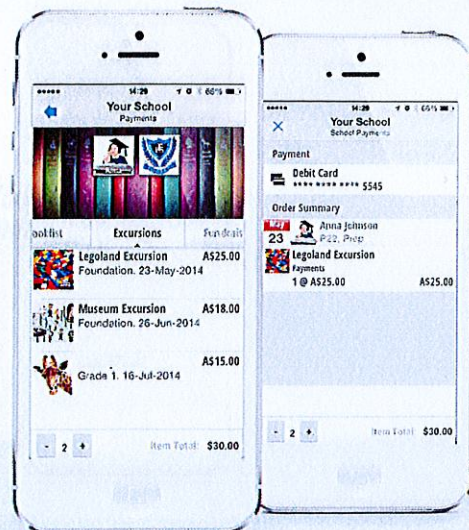 14:29
66%
Your School
Payments
ooklist
Excursions
Fundrais
Legoland Excursion
A$25.00
Foundation. 23-May-2014
Museum Excursion
A$18.00
Foundation. 26-Jun-2014
A$15.00
Grade 1. 16-Jul-2014
- 2 +
Item Total: $30.00
14:29
66%
Your School
School Payments
Payment
Debit Card
5545
Order Summary
23
Anna Johnson
P22, Prep
Legoland Excursion
Payments
1 @ A$25.00
A$25.00
- 2 +
Item Total: $30.00